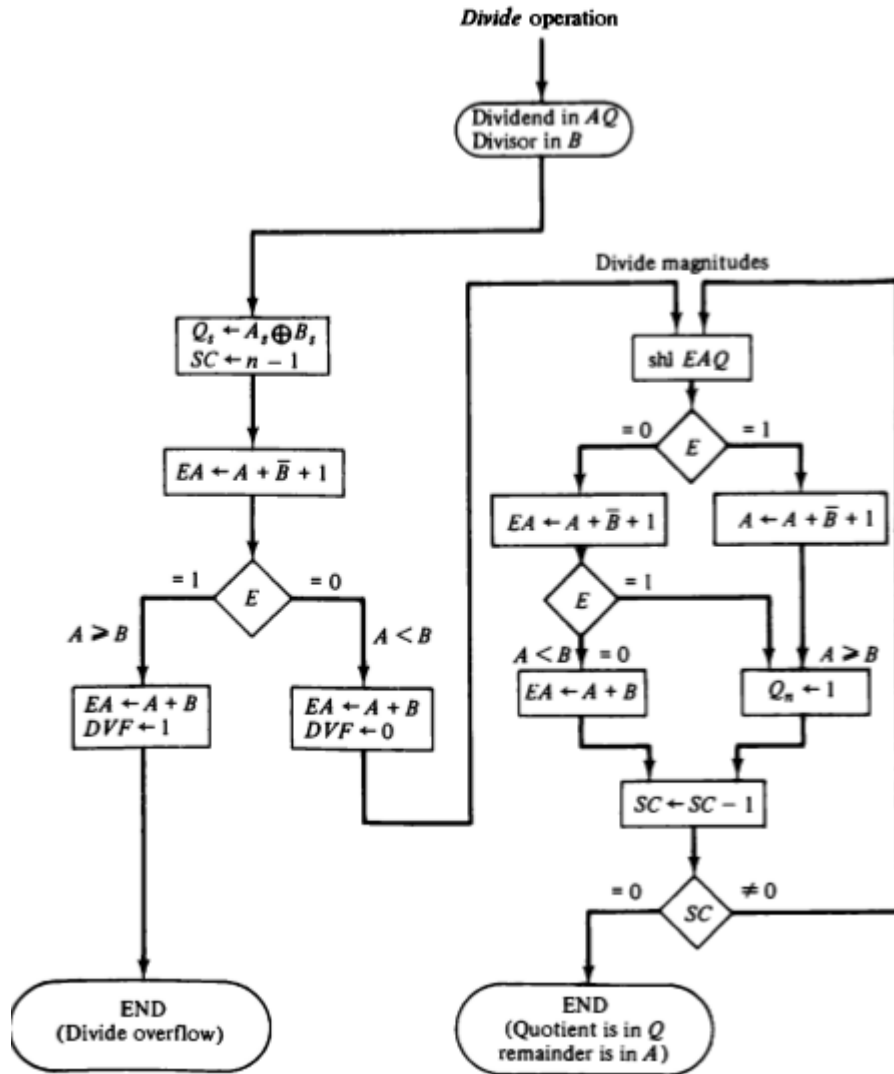 Divide operation
Dividend in AQ
Divisor in B
Qs ← As ⊕ Bs
SC ← n − 1
EA ← A + B̅ + 1
E
= 1
= 0
A ≥ B
A < B
EA ← A + B
DVF ← 1
EA ← A + B
DVF ← 0
END
(Divide overflow)
Divide magnitudes
shl EAQ
E
= 0
= 1
EA ← A + B̅ + 1
A ← A + B̅ + 1
E
= 1
A < B
= 0
A ≥ B
EA ← A + B
Qn ← 1
SC ← SC − 1
SC
= 0
≠ 0
END
(Quotient is in Q
remainder is in A)